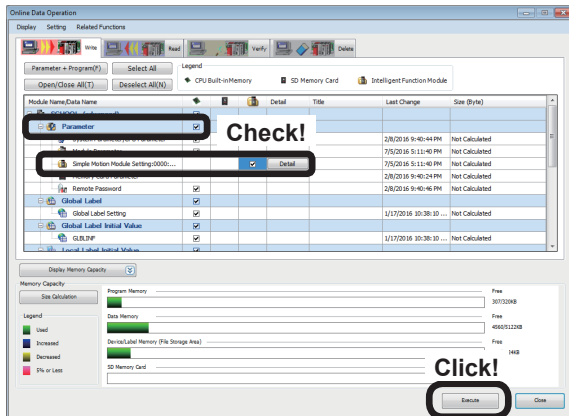 Online Data Operation
Display Setting Related Functions
Write Read Verify Delete
Parameter + Program(F) Select All
Legend
CPU Built-in Memory SD Memory Card Intelligent Function Module
Open/Close All(T) Deselect All(N)
Module Name/Data Name Detail Title Last Change Size (Byte)
Parameter
Check!
2/8/2016 9:40:44 PM Not Calculated
7/5/2016 5:11:40 PM Not Calculated
Simple Motion Module Setting:0000:... Detail 7/5/2016 5:11:40 PM Not Calculated
2/8/2016 9:40:24 PM Not Calculated
Remote Password 2/8/2016 9:40:46 PM Not Calculated
Global Label
Global Label Setting 1/17/2016 10:38:10 ... Not Calculated
Global Label Initial Value
GLBLINF 1/17/2016 10:38:10 ... Not Calculated
Local Label Initial Value
Display Memory Capacity
Memory Capacity
Size Calculation
Program Memory Free
307/320KB
Legend
Data Memory Free
Used
4960/5122KB
Increased
Device/Label Memory (File Storage Area) Free
Decreased
5% or Less
SD Memory Card
Click!
Execute Close